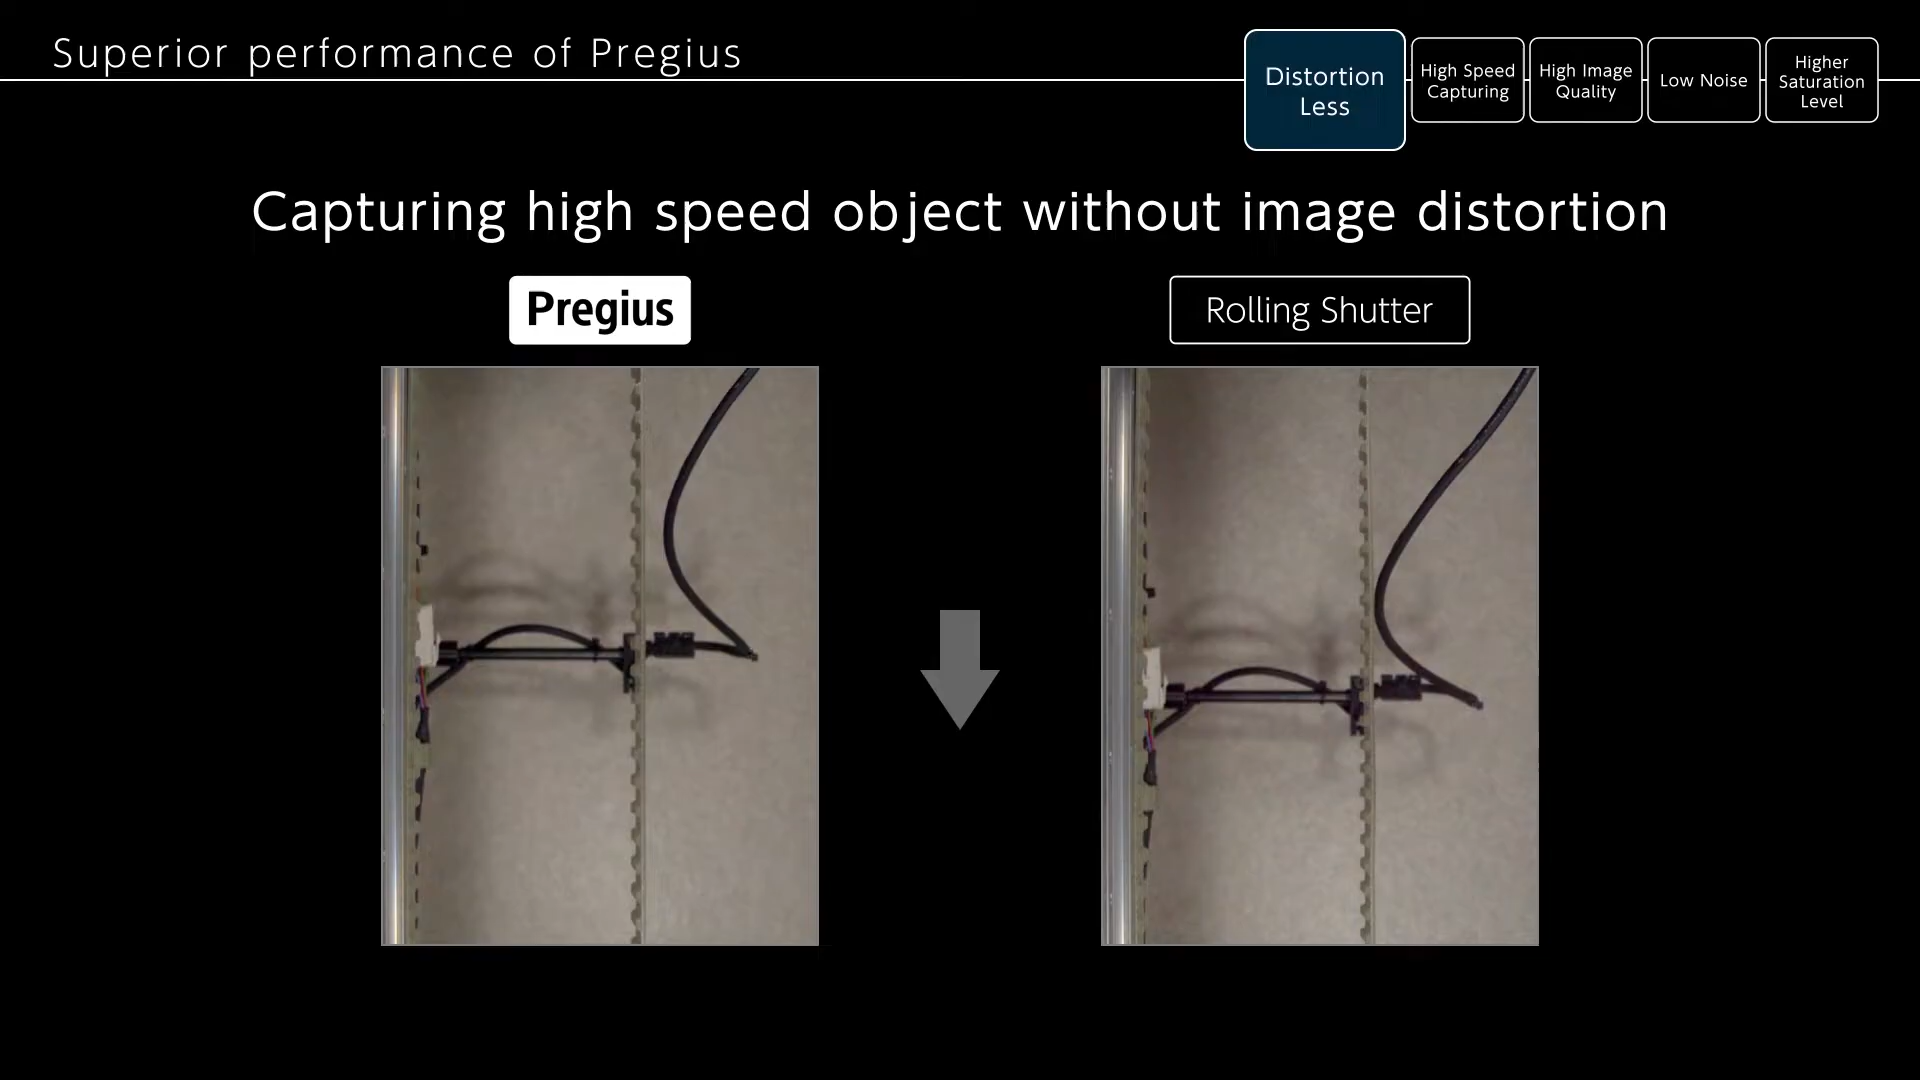 Superior performance of Pregius
Distortion
Less
High Speed
Capturing
High Image
Quality
Low Noise
Higher
Saturation
Level
Capturing high speed object without image distortion
Pregius
Rolling Shutter